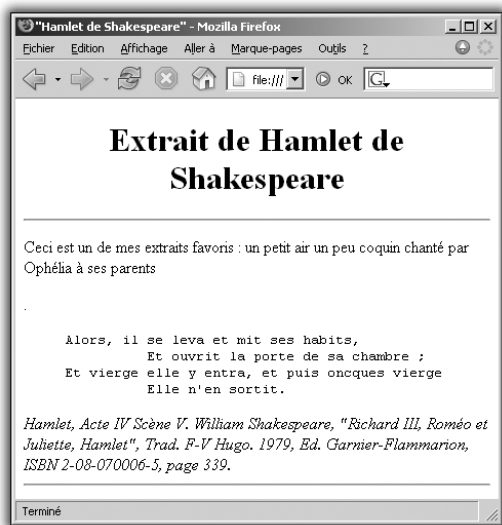 "Hamlet de Shakespeare" - Mozilla Firefox
Fichier Edition Affichage Aller à Marque-pages Outils ?
file:/// OK G
Extrait de Hamlet de
Shakespeare
Ceci est un de mes extraits favoris : un petit air un peu coquin chanté par
Ophélia à ses parents
.
Alors, il se leva et mit ses habits,
Et ouvrit la porte de sa chambre ;
Et vierge elle y entra, et puis oncques vierge
Elle n'en sortit.
Hamlet, Acte IV Scène V. William Shakespeare, "Richard III, Roméo et
Juliette, Hamlet", Trad. F-V Hugo. 1979, Ed. Garnier-Flammarion,
ISBN 2-08-070006-5, page 339.
Terminé